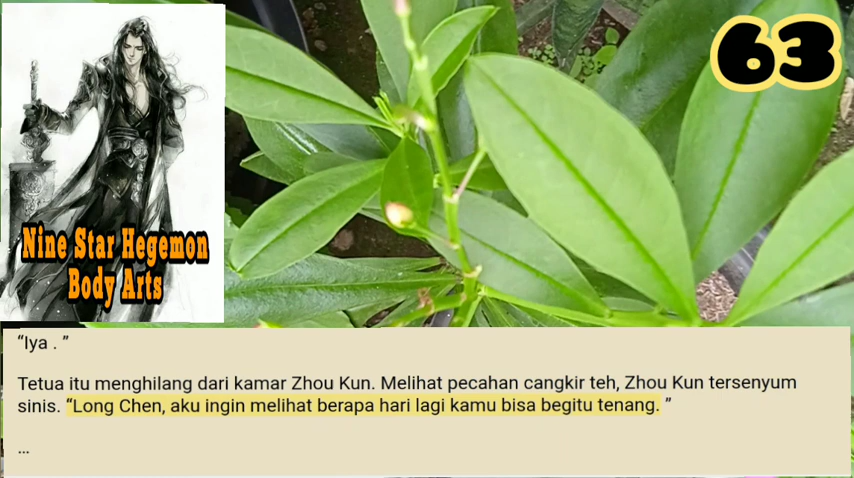 63
Nine Star Hegemon
Body Arts
“Iya . ”
Tetua itu menghilang dari kamar Zhou Kun. Melihat pecahan cangkir teh, Zhou Kun tersenyum
sinis. “Long Chen, aku ingin melihat berapa hari lagi kamu bisa begitu tenang. ”
...